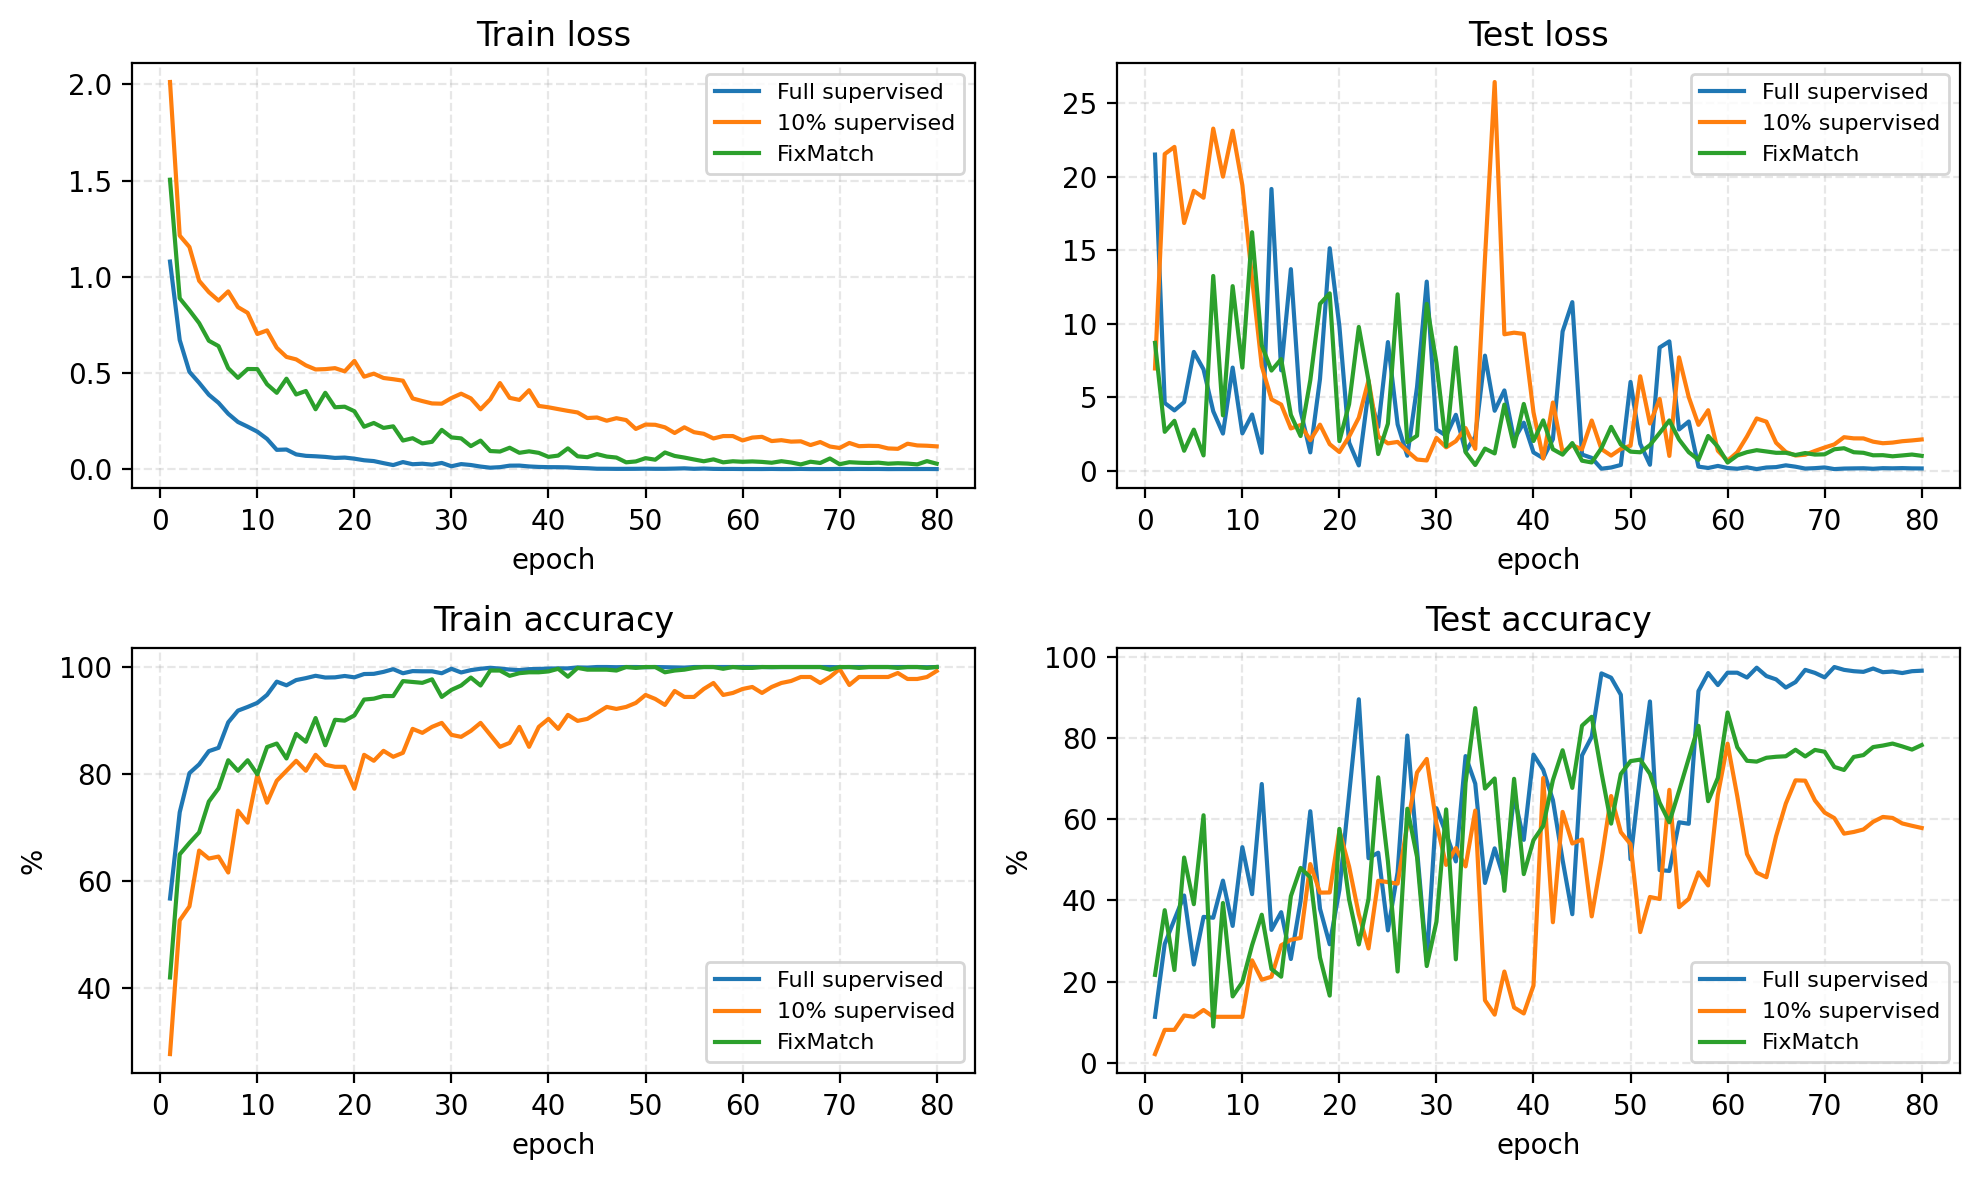 Train loss
2.0
1.5
1.0
0.5
0.0
0 10 20 30 40 50 60 70 80
epoch
Full supervised
10% supervised
FixMatch
Test loss
25
20
15
10
5
0
0 10 20 30 40 50 60 70 80
epoch
Full supervised
10% supervised
FixMatch
Train accuracy
%
100
80
60
40
0 10 20 30 40 50 60 70 80
epoch
Full supervised
10% supervised
FixMatch
Test accuracy
%
100
80
60
40
20
0
0 10 20 30 40 50 60 70 80
epoch
Full supervised
10% supervised
FixMatch